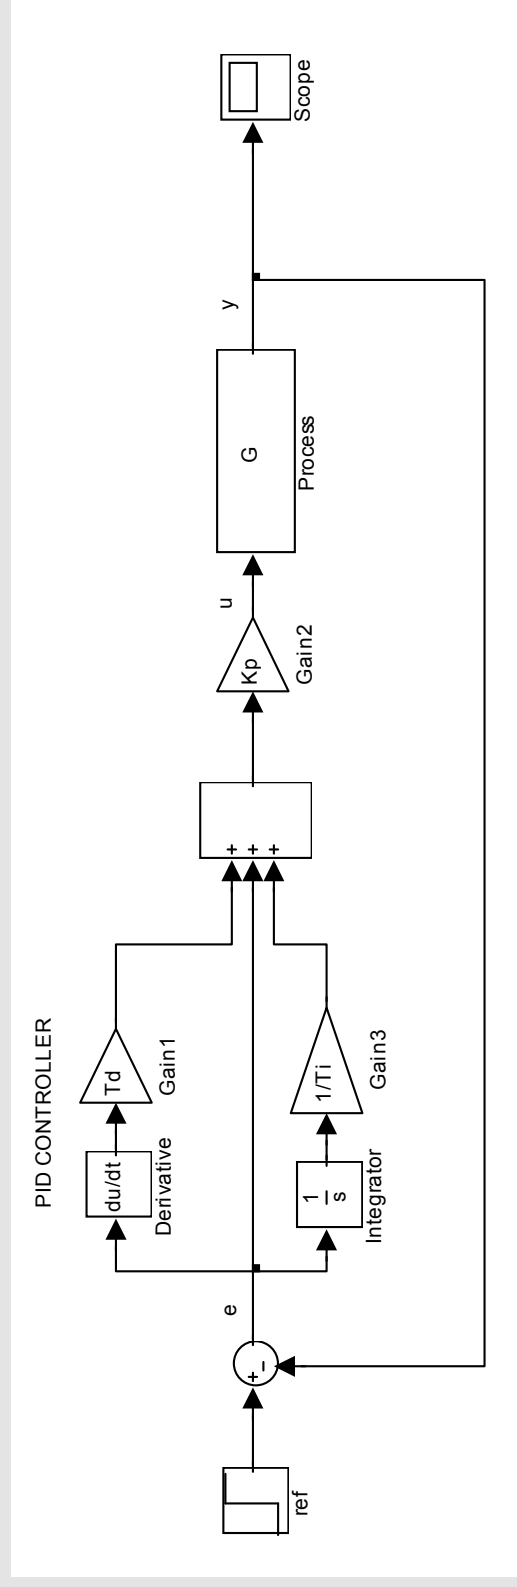 PID CONTROLLER
du/dt
Derivative
Td
Gain1
ref
+
−
e
+
+
+
Kp
Gain2
u
G
Process
y
Scope
1
s
Integrator
1/Ti
Gain3